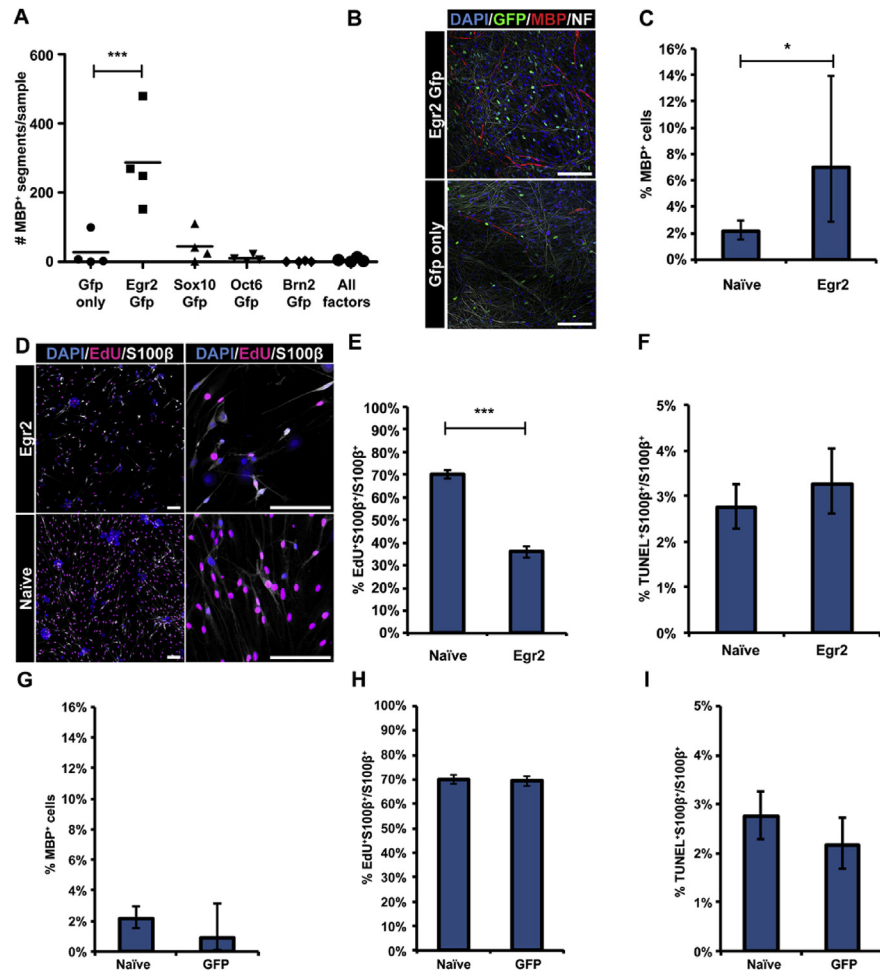 A
# MBP⁺ segments/sample
600
400
200
0
***
Gfp only
Egr2 Gfp
Sox10 Gfp
Oct6 Gfp
Brn2 Gfp
All factors
B
DAPI/GFP/MBP/NF
Egr2 Gfp
Gfp only
C
% MBP⁺ cells
16%
14%
12%
10%
8%
6%
4%
2%
0%
*
Naïve
Egr2
D
DAPI/EdU/S100β
DAPI/EdU/S100β
Egr2
Naïve
E
% EdU⁺S100β⁺/S100β⁺
100%
90%
80%
70%
60%
50%
40%
30%
20%
10%
0%
***
Naïve
Egr2
F
% TUNEL⁺S100β⁺/S100β⁺
5%
4%
3%
2%
1%
0%
Naïve
Egr2
G
% MBP⁺ cells
16%
14%
12%
10%
8%
6%
4%
2%
0%
Naïve
GFP
H
% EdU⁺S100β⁺/S100β⁺
100%
90%
80%
70%
60%
50%
40%
30%
20%
10%
0%
Naïve
GFP
I
% TUNEL⁺S100β⁺/S100β⁺
5%
4%
3%
2%
1%
0%
Naïve
GFP